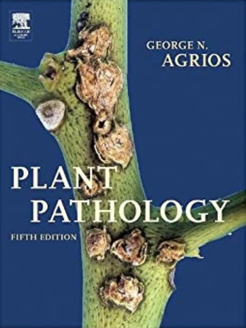 GEORGE N.
AGRIOS
PLANT
PATHOLOGY
FIFTH EDITION